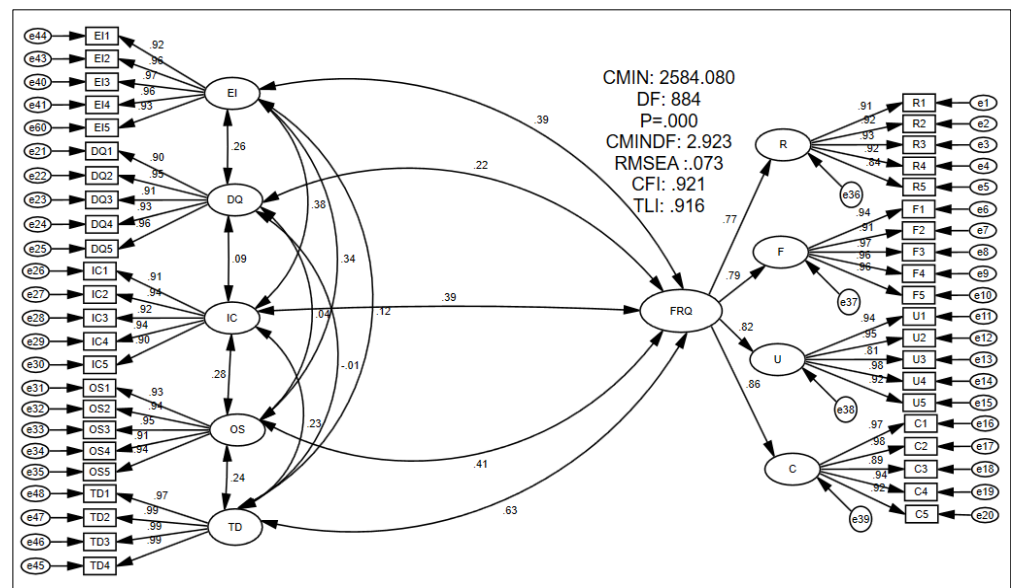 e44 EI1 .92
e43 EI2 .96
e40 EI3 .97
e41 EI4 .96
e60 EI5 .93
EI
.26
e21 DQ1 .90
e22 DQ2 .95
e23 DQ3 .91
e24 DQ4 .93
e25 DQ5 .96
DQ
.09
e26 IC1 .91
e27 IC2 .94
e28 IC3 .92
e29 IC4 .94
e30 IC5 .90
IC
.28
e31 OS1 .93
e32 OS2 .94
e33 OS3 .95
e34 OS4 .91
e35 OS5 .94
OS
.24
e48 TD1 .97
e47 TD2 .99
e46 TD3 .99
e45 TD4 .99
TD
.38
.34
.04
.12
-.01
.23
.39
.22
.39
.41
.63
CMIN: 2584.080
DF: 884
P=.000
CMINDF: 2.923
RMSEA :.073
CFI: .921
TLI: .916
FRQ
.77
.79
.82
.86
R
e36
.91 R1 e1
.92 R2 e2
.93 R3 e3
.92 R4 e4
.84 R5 e5
F
e37
.94 F1 e6
.91 F2 e7
.97 F3 e8
.96 F4 e9
.96 F5 e10
U
e38
.94 U1 e11
.95 U2 e12
.81 U3 e13
.98 U4 e14
.92 U5 e15
C
e39
.97 C1 e16
.98 C2 e17
.89 C3 e18
.94 C4 e19
.92 C5 e20